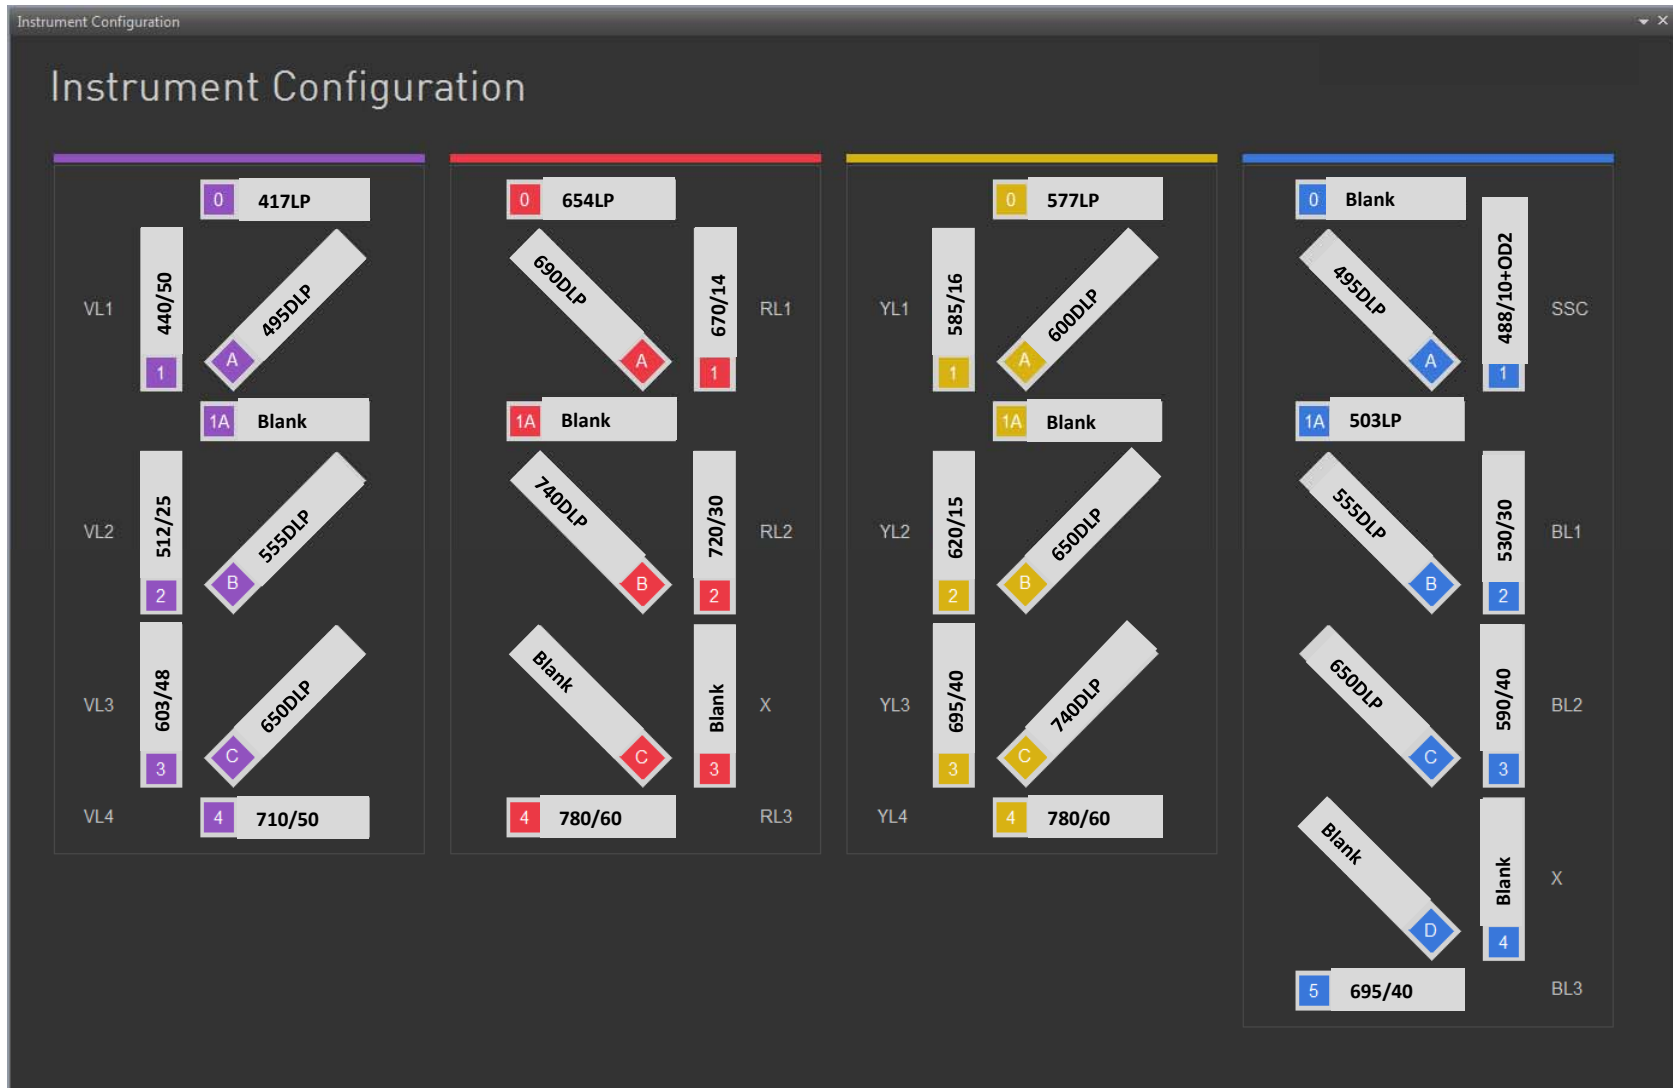 Instrument Configuration
Instrument Configuration
0 417LP
VL1 1 440/50 A 495DLP
1A Blank
VL2 2 512/25 B 555DLP
VL3 3 603/48 C 650DLP
VL4 4 710/50
0 654LP
690DLP A 670/14 1 RL1
1A Blank
740DLP B 720/30 2 RL2
Blank C Blank 3 X
4 780/60 RL3
0 577LP
YL1 1 585/16 A 600DLP
1A Blank
YL2 2 620/15 B 650DLP
YL3 3 695/40 C 740DLP
YL4 4 780/60
0 Blank
495DLP A 488/10+OD2 1 SSC
1A 503LP
555DLP B 530/30 2 BL1
650DLP C 590/40 3 BL2
Blank D Blank 4 X
5 695/40 BL3